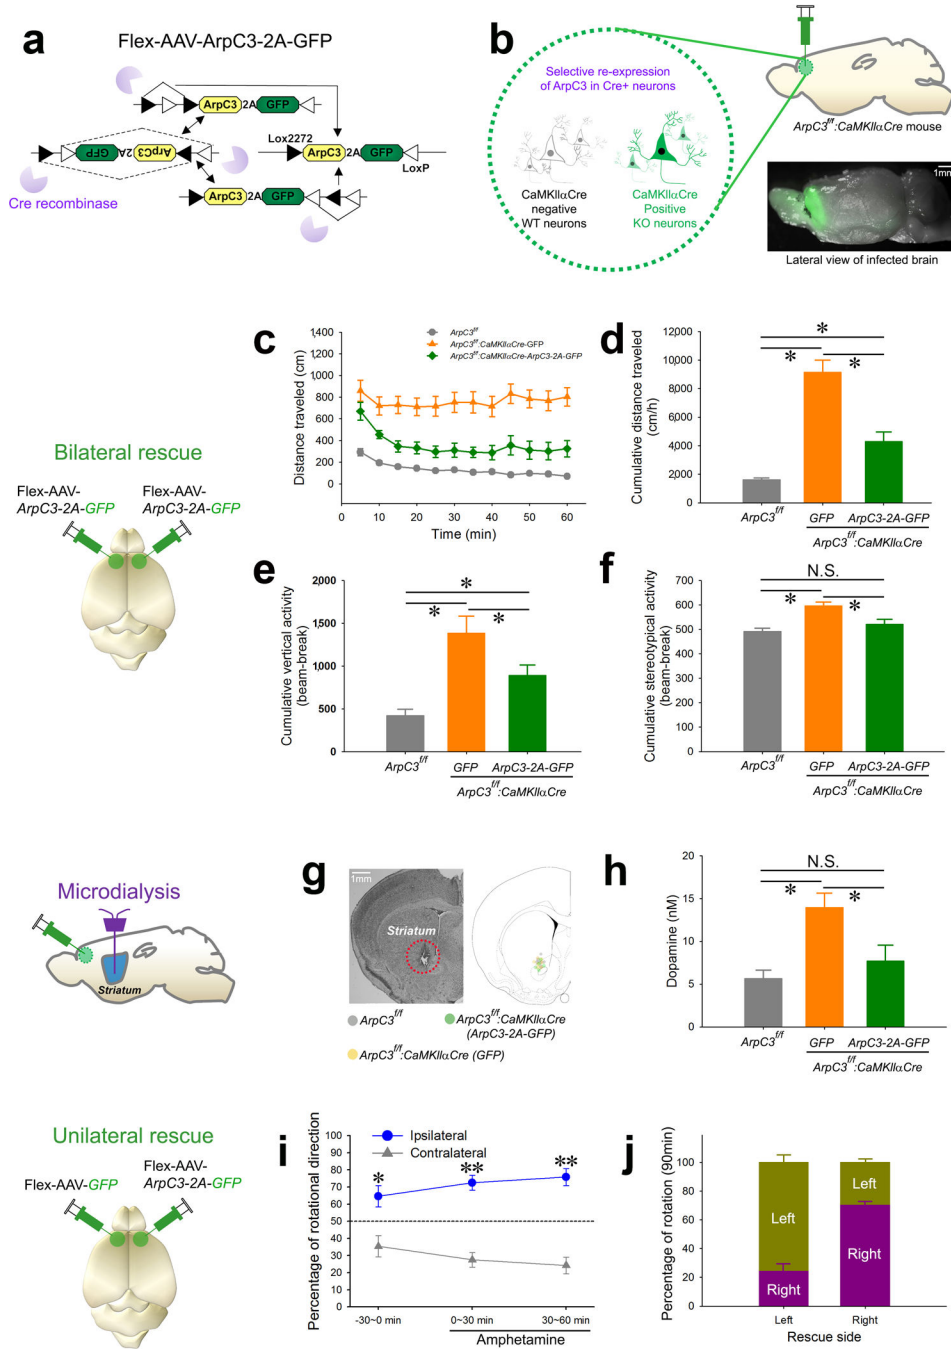 a
Flex-AAV-ArpC3-2A-GFP
ArpC3 2A GFP
Lox2272
GFP 2A ArpC3
ArpC3 2A GFP
LoxP
ArpC3 2A GFP
Cre recombinase
b
Selective re-expression
of ArpC3 in Cre+ neurons
CaMKIIαCre
negative
WT neurons
CaMKIIαCre
Positive
KO neurons
ArpC3f/f:CaMKIIαCre mouse
1mm
Lateral view of infected brain
Bilateral rescue
Flex-AAV-
ArpC3-2A-GFP
Flex-AAV-
ArpC3-2A-GFP
c
ArpC3f/f
ArpC3f/f:CaMKIIαCre-GFP
ArpC3f/f:CaMKIIαCre-ArpC3-2A-GFP
Distance traveled (cm)
1,400
1,200
1,000
800
600
400
200
0
0 10 20 30 40 50 60
Time (min)
d
Cumulative distance traveled
(cm/h)
12000
10000
8000
6000
4000
2000
0
*
* *
ArpC3f/f
GFP ArpC3-2A-GFP
ArpC3f/f:CaMKIIαCre
e
Cumulative vertical activity
(beam-break)
2000
1500
1000
500
0
*
* *
ArpC3f/f
GFP ArpC3-2A-GFP
ArpC3f/f:CaMKIIαCre
f
Cumulative stereotypical activity
(beam-break)
700
600
500
400
300
200
100
0
N.S.
* *
ArpC3f/f
GFP ArpC3-2A-GFP
ArpC3f/f:CaMKIIαCre
Microdialysis
Striatum
g
1mm
Striatum
ArpC3f/f
ArpC3f/f:CaMKIIαCre
(ArpC3-2A-GFP)
ArpC3f/f:CaMKIIαCre (GFP)
h
Dopamine (nM)
20
15
10
5
0
N.S.
* *
ArpC3f/f
GFP ArpC3-2A-GFP
ArpC3f/f:CaMKIIαCre
Unilateral rescue
Flex-AAV-GFP
Flex-AAV-
ArpC3-2A-GFP
i
Ipsilateral
Contralateral
Percentage of rotational direction
100
90
80
70
60
50
40
30
20
10
0
* ** **
-30~0 min 0~30 min 30~60 min
Amphetamine
j
Percentage of rotation (90min)
100
80
60
40
20
0
Left
Right
Left
Right
Left Right
Rescue side